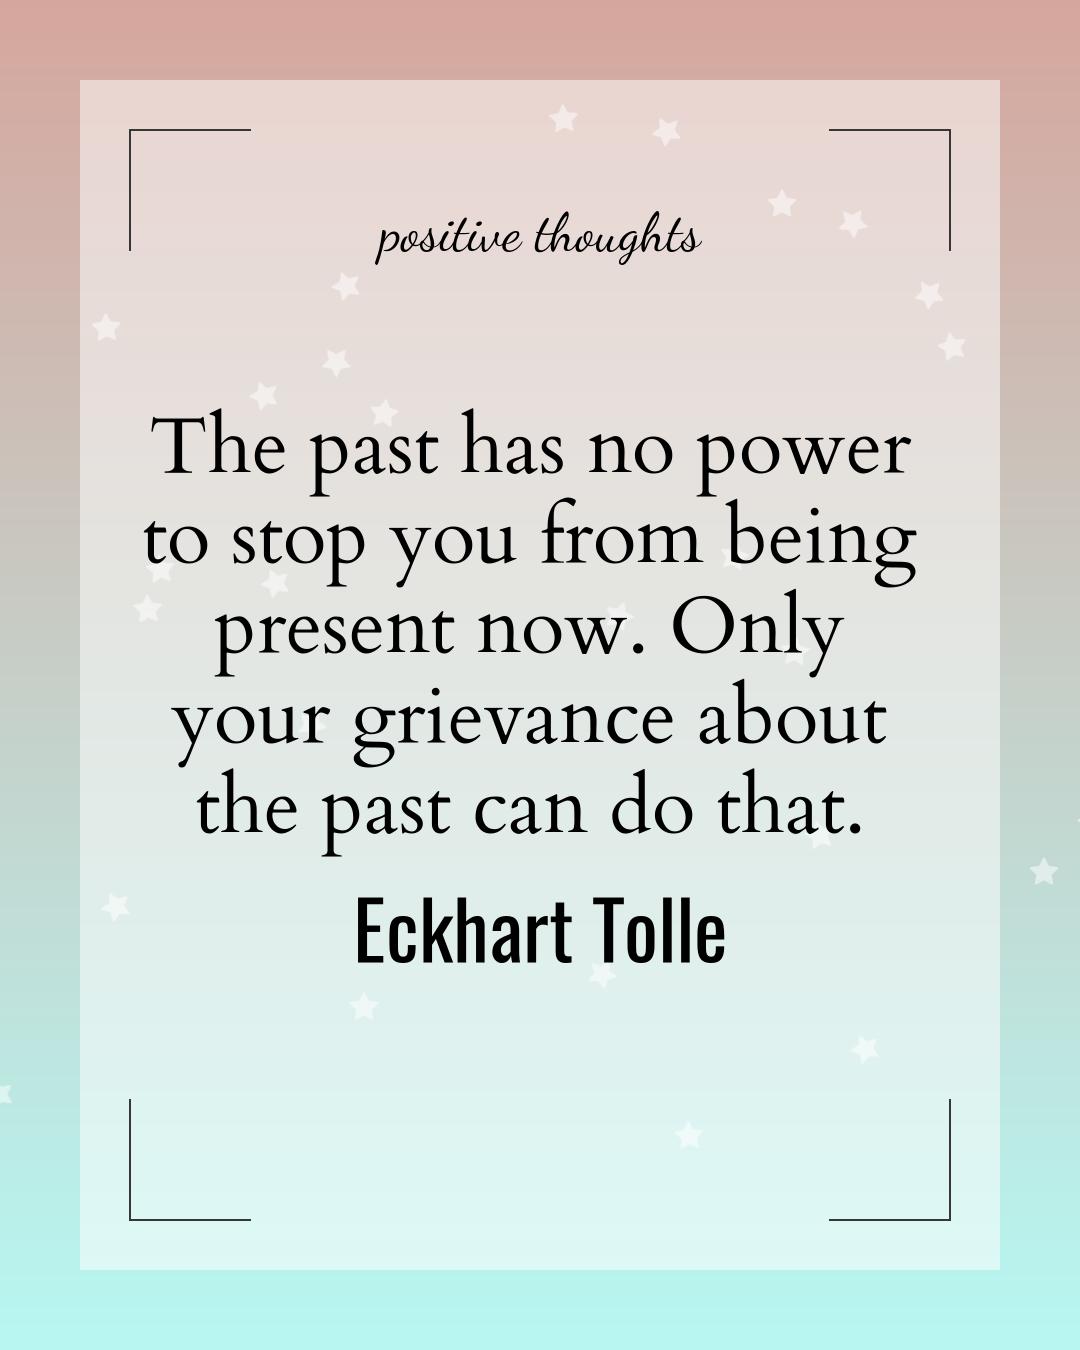 positive thoughts
The past has no power
to stop you from being
present now. Only
your grievance about
the past can do that.
Eckhart Tolle